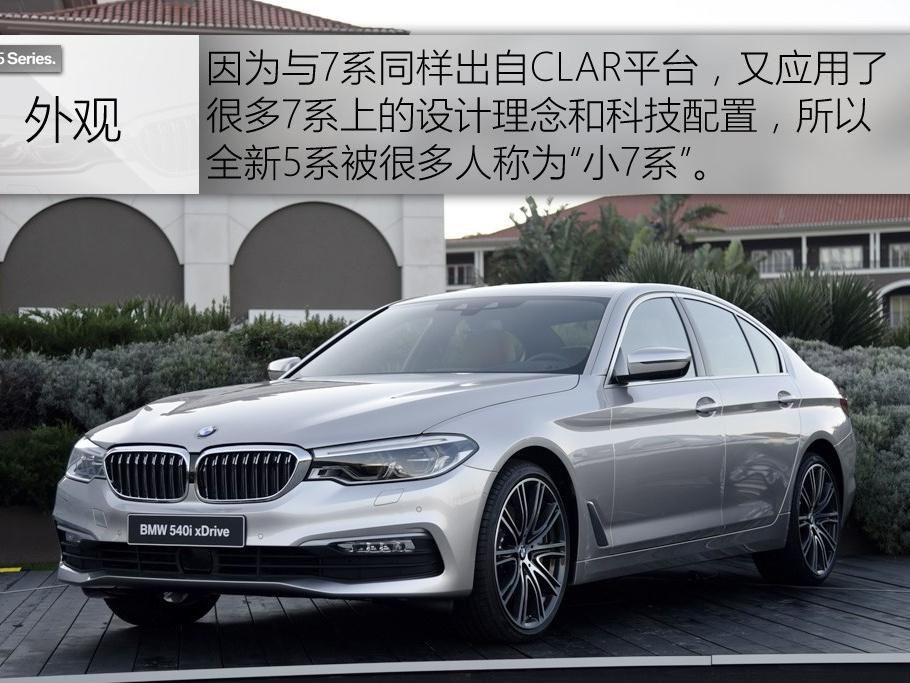 5 Series.
外观
因为与7系同样出自CLAR平台，又应用了
很多7系上的设计理念和科技配置，所以
全新5系被很多人称为“小7系”。
BMW 540i xDrive